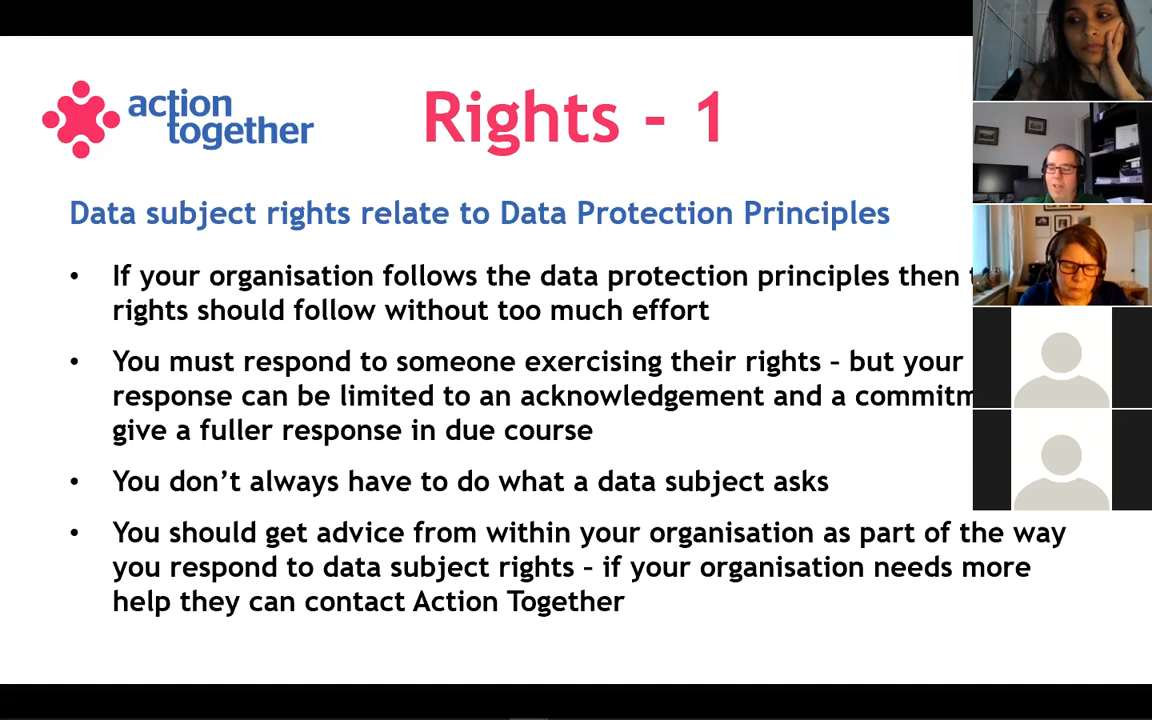 action
together
Rights - 1
Data subject rights relate to Data Protection Principles
• If your organisation follows the data protection principles then
rights should follow without too much effort
• You must respond to someone exercising their rights – but your
response can be limited to an acknowledgement and a
give a fuller response in due course
• You don’t always have to do what a data subject asks
• You should get advice from within your organisation as part of the way
you respond to data subject rights – if your organisation needs more
help they can contact Action Together